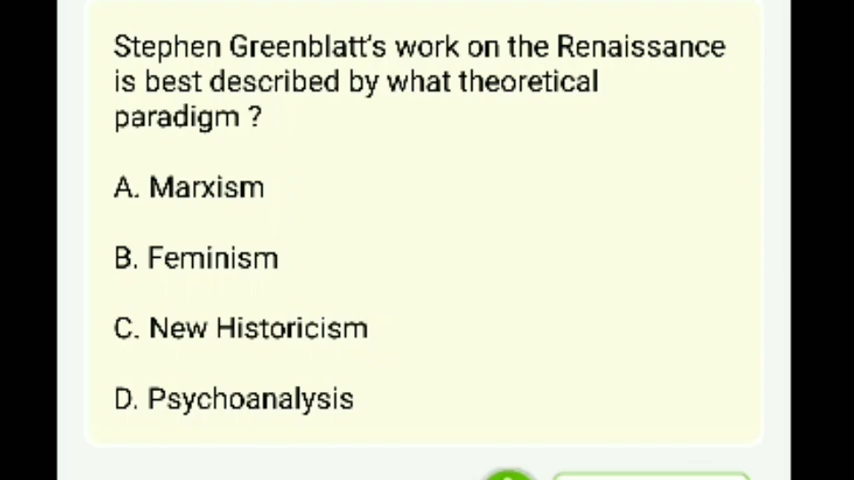 Stephen Greenblatt's work on the Renaissance
is best described by what theoretical
paradigm ?
A. Marxism
B. Feminism
C. New Historicism
D. Psychoanalysis